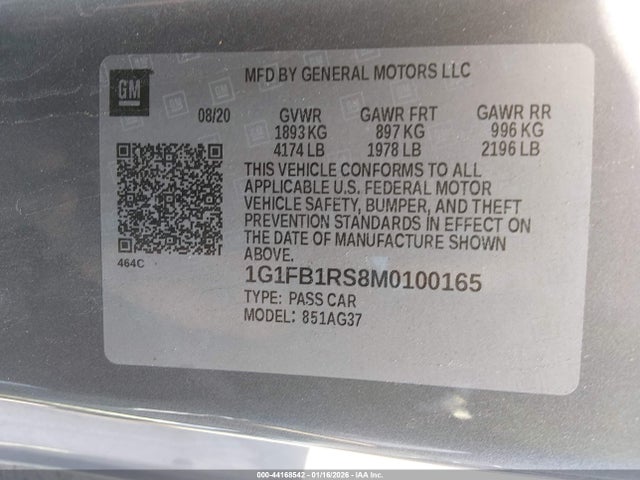 GM
MFD BY GENERAL MOTORS LLC
08/20 GVWR GAWR FRT GAWR RR
1893 KG 897 KG 996 KG
4174 LB 1978 LB 2196 LB
THIS VEHICLE CONFORMS TO ALL
APPLICABLE U.S. FEDERAL MOTOR
VEHICLE SAFETY, BUMPER, AND THEFT
PREVENTION STANDARDS IN EFFECT ON
THE DATE OF MANUFACTURE SHOWN
ABOVE.
464C
1G1FB1RS8M0100165
TYPE: PASS CAR
MODEL: 851AG37
000-44168542 - 01/16/2026 - IAA Inc.